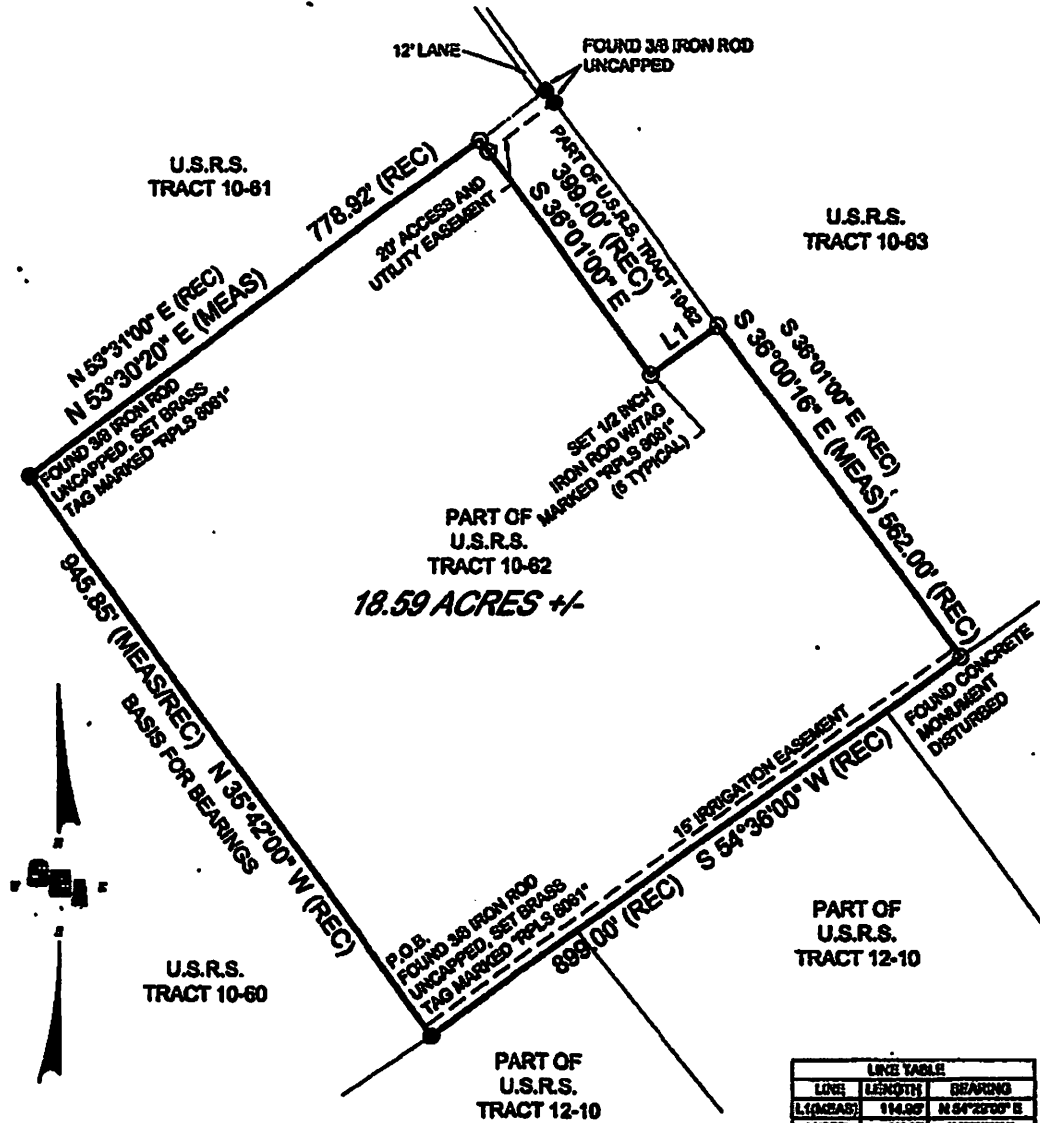 12' LANE
FOUND 3/8 IRON ROD
UNCAPPED
U.S.R.S.
TRACT 10-61
778.92' (REC)
N 53°31'00" E (REC)
N 53°30'20" E (MEAS)
20' ACCESS AND
UTILITY EASEMENT
PART OF U.S.R.S. TRACT 10-62
399.00' (REC)
S 36°01'00" E
U.S.R.S.
TRACT 10-63
L1
S 36°01'00" E (REC)
S 36°00'16" E (MEAS) 562.00' (REC)
FOUND 3/8 IRON ROD
UNCAPPED, SET BRASS
TAG MARKED "RPLS 6081"
SET 1/2 INCH
IRON ROD W/TAG
MARKED "RPLS 6081"
(5 TYPICAL)
PART OF
U.S.R.S.
TRACT 10-62
18.59 ACRES +/-
945.85' (MEAS/REC) N 35°42'00" W (REC)
BASIS FOR BEARINGS
FOUND CONCRETE
MONUMENT
DISTURBED
15' IRRIGATION EASEMENT
899.00' (REC) S 54°36'00" W (REC)
P.O.B.
FOUND 3/8 IRON ROD
UNCAPPED, SET BRASS
TAG MARKED "RPLS 6081"
U.S.R.S.
TRACT 10-60
PART OF
U.S.R.S.
TRACT 12-10
PART OF
U.S.R.S.
TRACT 12-10
LINE TABLE
LINE LENGTH BEARING
L1(MEAS)